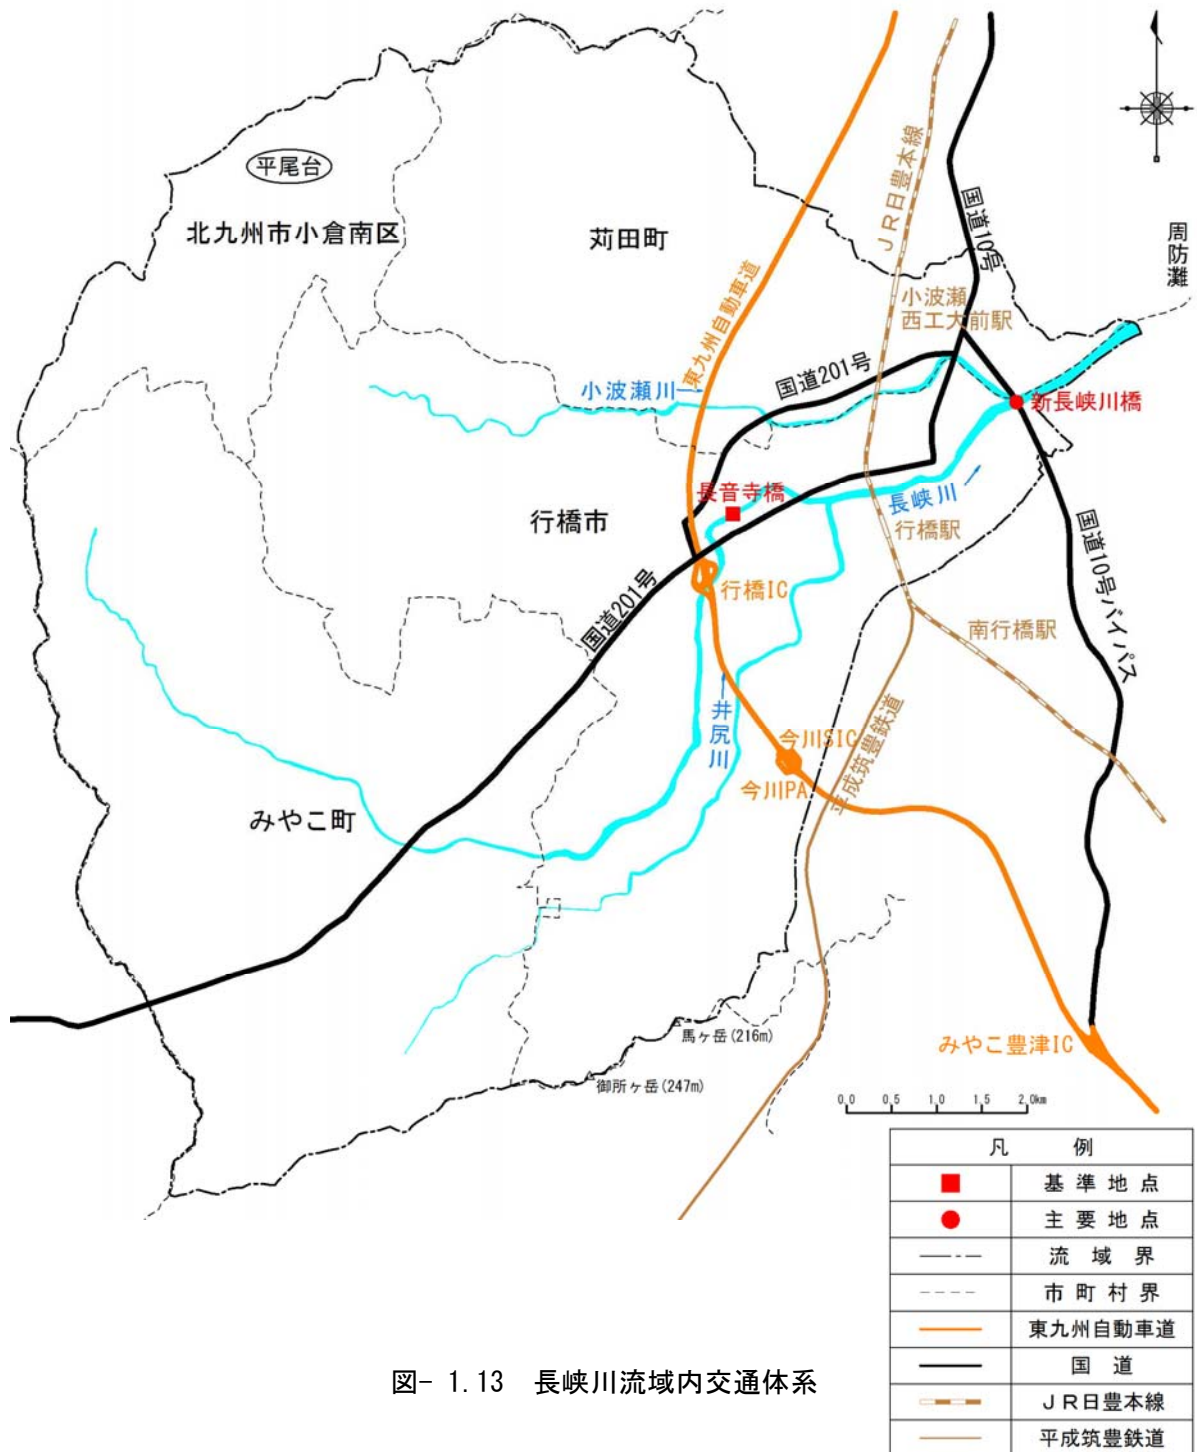 平尾台
北九州市小倉南区
苅田町
東九州自動車道
JR日豊本線
国道10号
周防灘
小波瀬
西工大前駅
小波瀬川
国道201号
新長峡川橋
長音寺橋
長峡川
行橋市
行橋駅
国道10号バイパス
行橋IC
国道201号
南行橋駅
井尻川
今川SIC
今川PA
平成筑豊鉄道
みやこ町
馬ヶ岳(216m)
御所ヶ岳(247m)
みやこ豊津IC
0.0 0.5 1.0 1.5 2.0km
凡 例
基準地点
主要地点
流域界
市町村界
東九州自動車道
国道
JR日豊本線
平成筑豊鉄道
図- 1.13 長峡川流域内交通体系